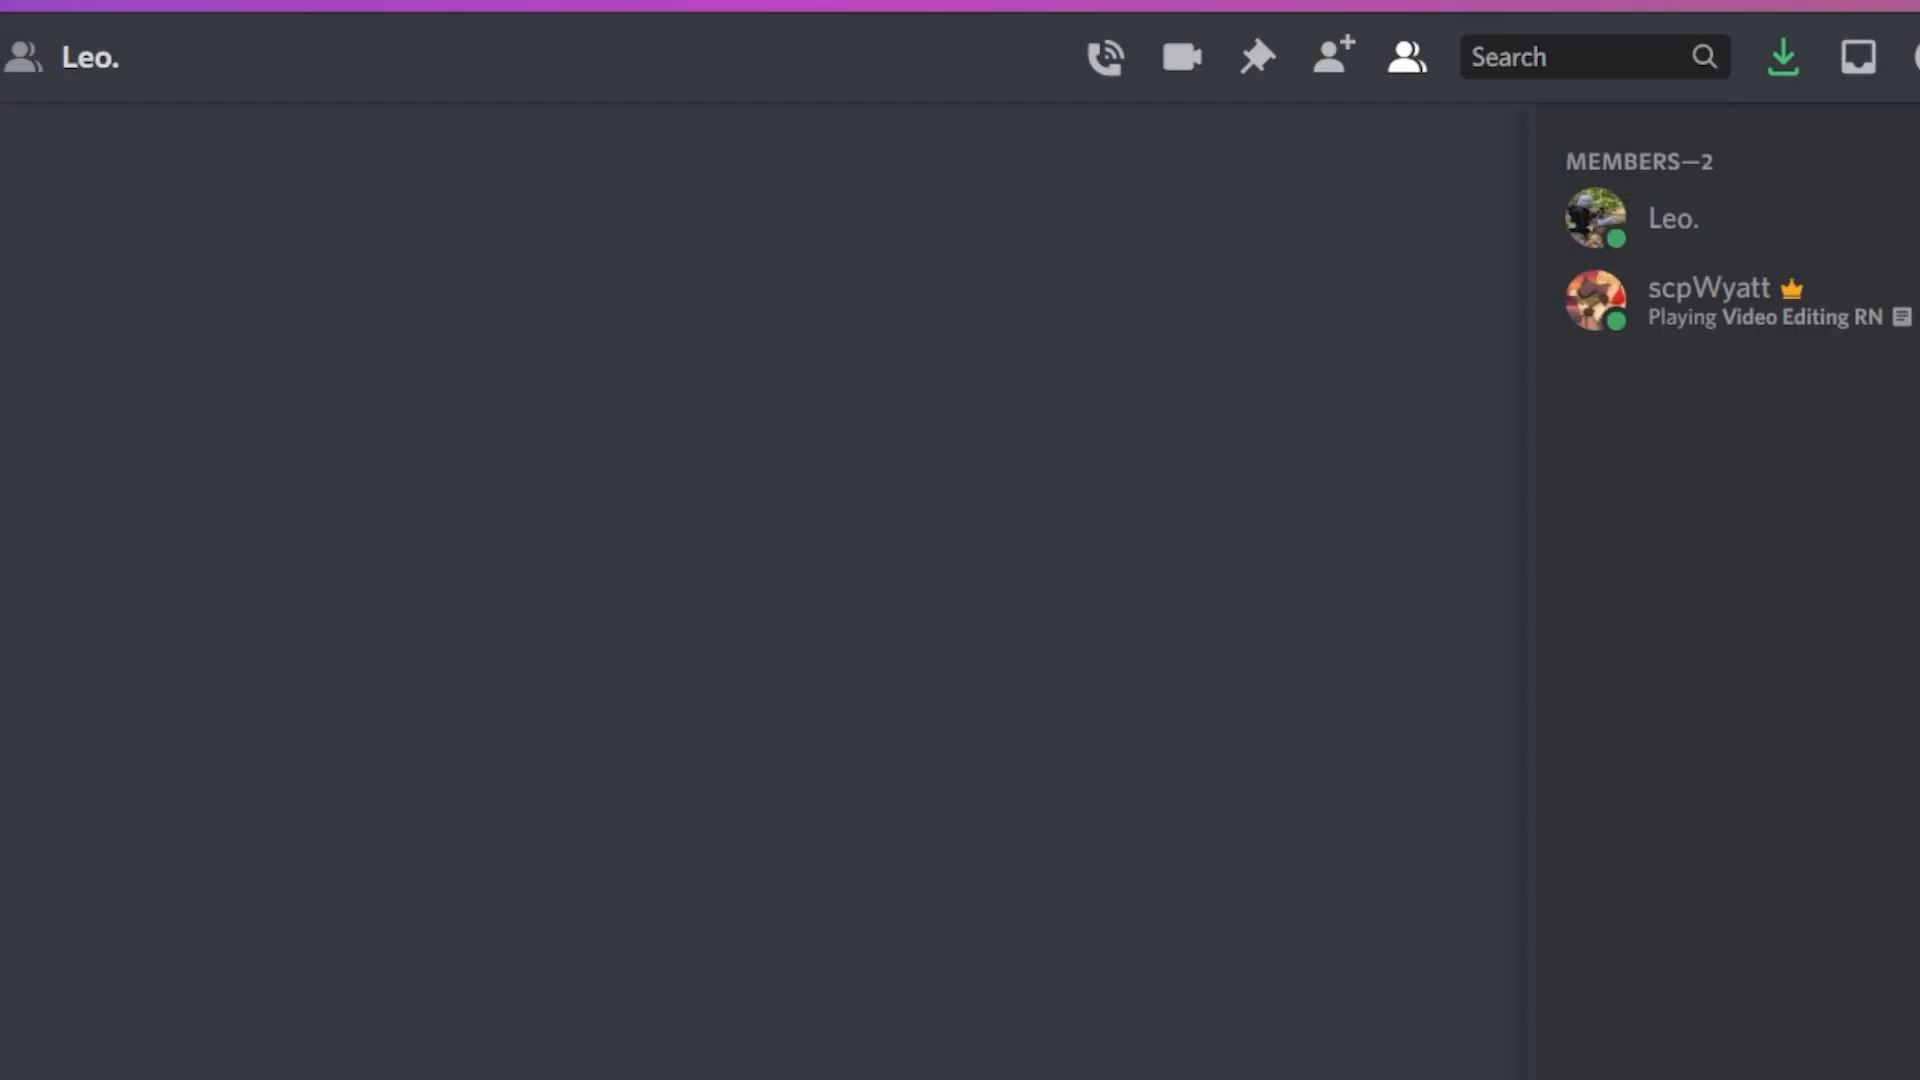 Leo.
Search
MEMBERS—2
Leo.
scpWyatt
Playing Video Editing RN